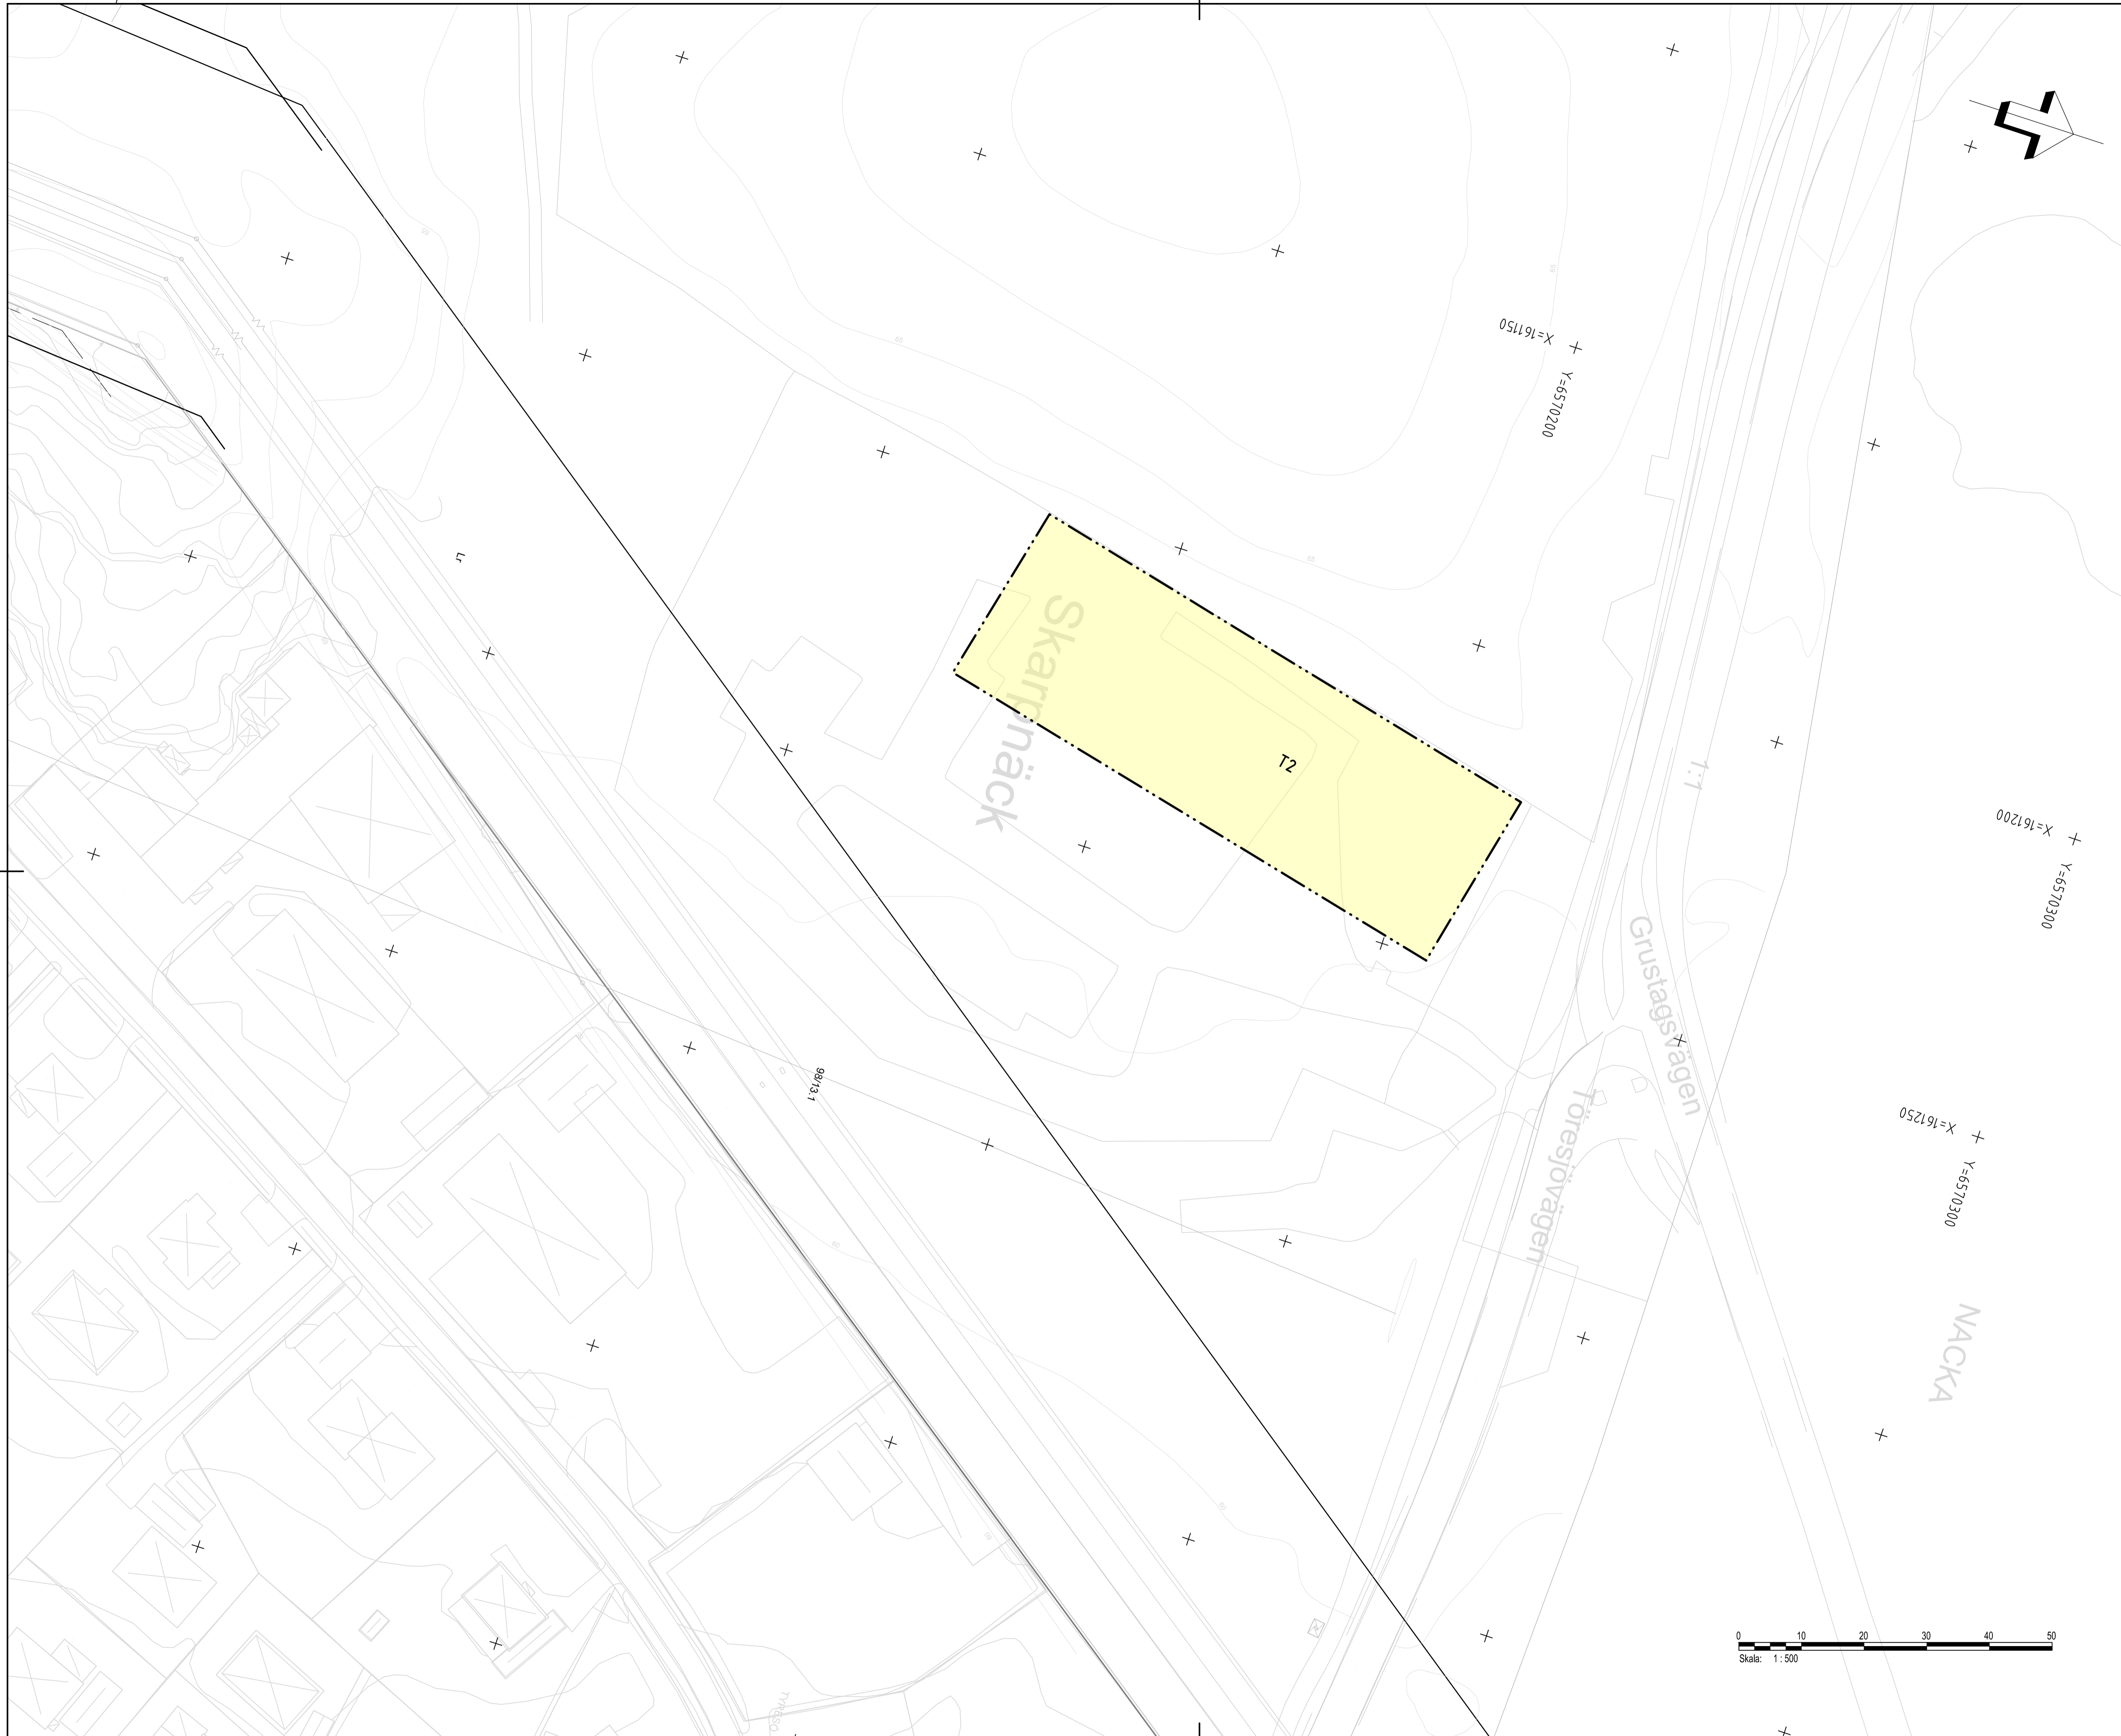 X=161150
Y=6570200
Lr
Skarpnäck
T2
1:1
X=161200
Y=6570300
Grustagsvägen
98/13.1
Töresjövägen
X=161250
Y=6570300
NACKA
0 10 20 30 40 50
Skala: 1 : 500